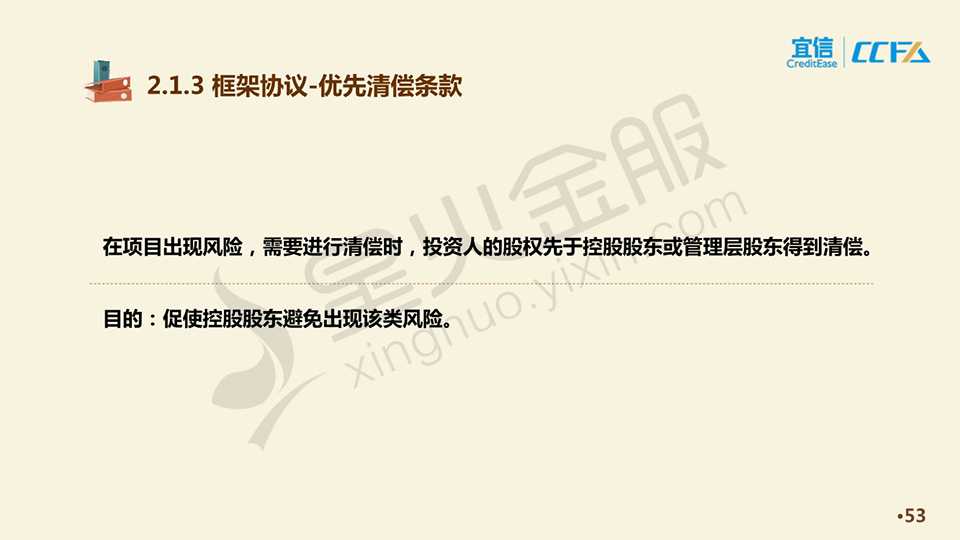 宜信
CreditEase
CCFA
2.1.3 框架协议-优先清偿条款
星火金服
xinghuo.yixin.com
在项目出现风险，需要进行清偿时，投资人的股权先于控股股东或管理层股东得到清偿。
目的：促使控股股东避免出现该类风险。
•53